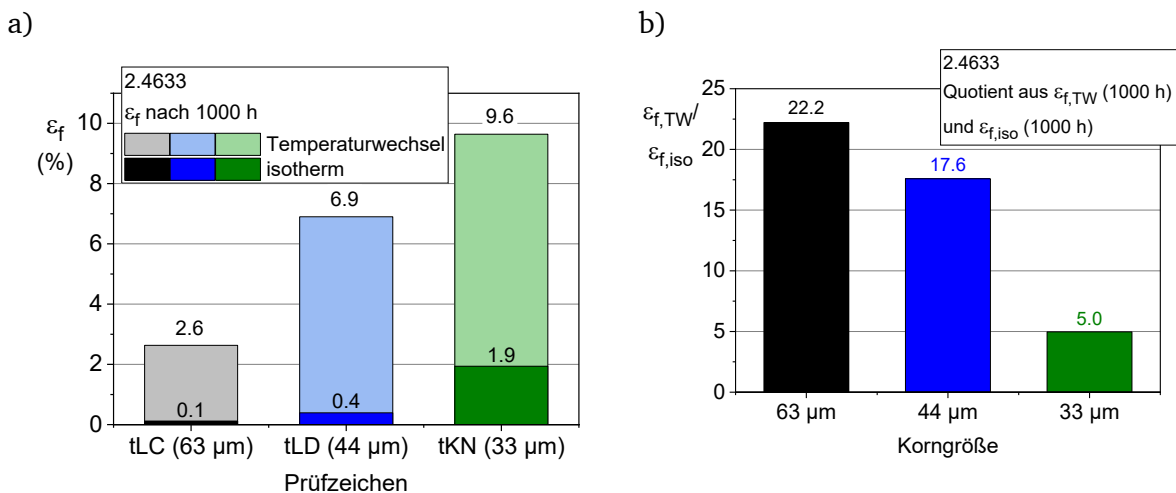 a)
2.4633
εf nach 1000 h
Temperaturwechsel
isotherm
εf
(%)
10
8
6
4
2
0
2.6
0.1
6.9
0.4
9.6
1.9
tLC (63 µm)
tLD (44 µm)
tKN (33 µm)
Prüfzeichen
b)
2.4633
Quotient aus εf,TW (1000 h)
und εf,iso (1000 h)
εf,TW/
εf,iso
25
20
15
10
5
0
22.2
17.6
5.0
63 µm
44 µm
33 µm
Korngröße